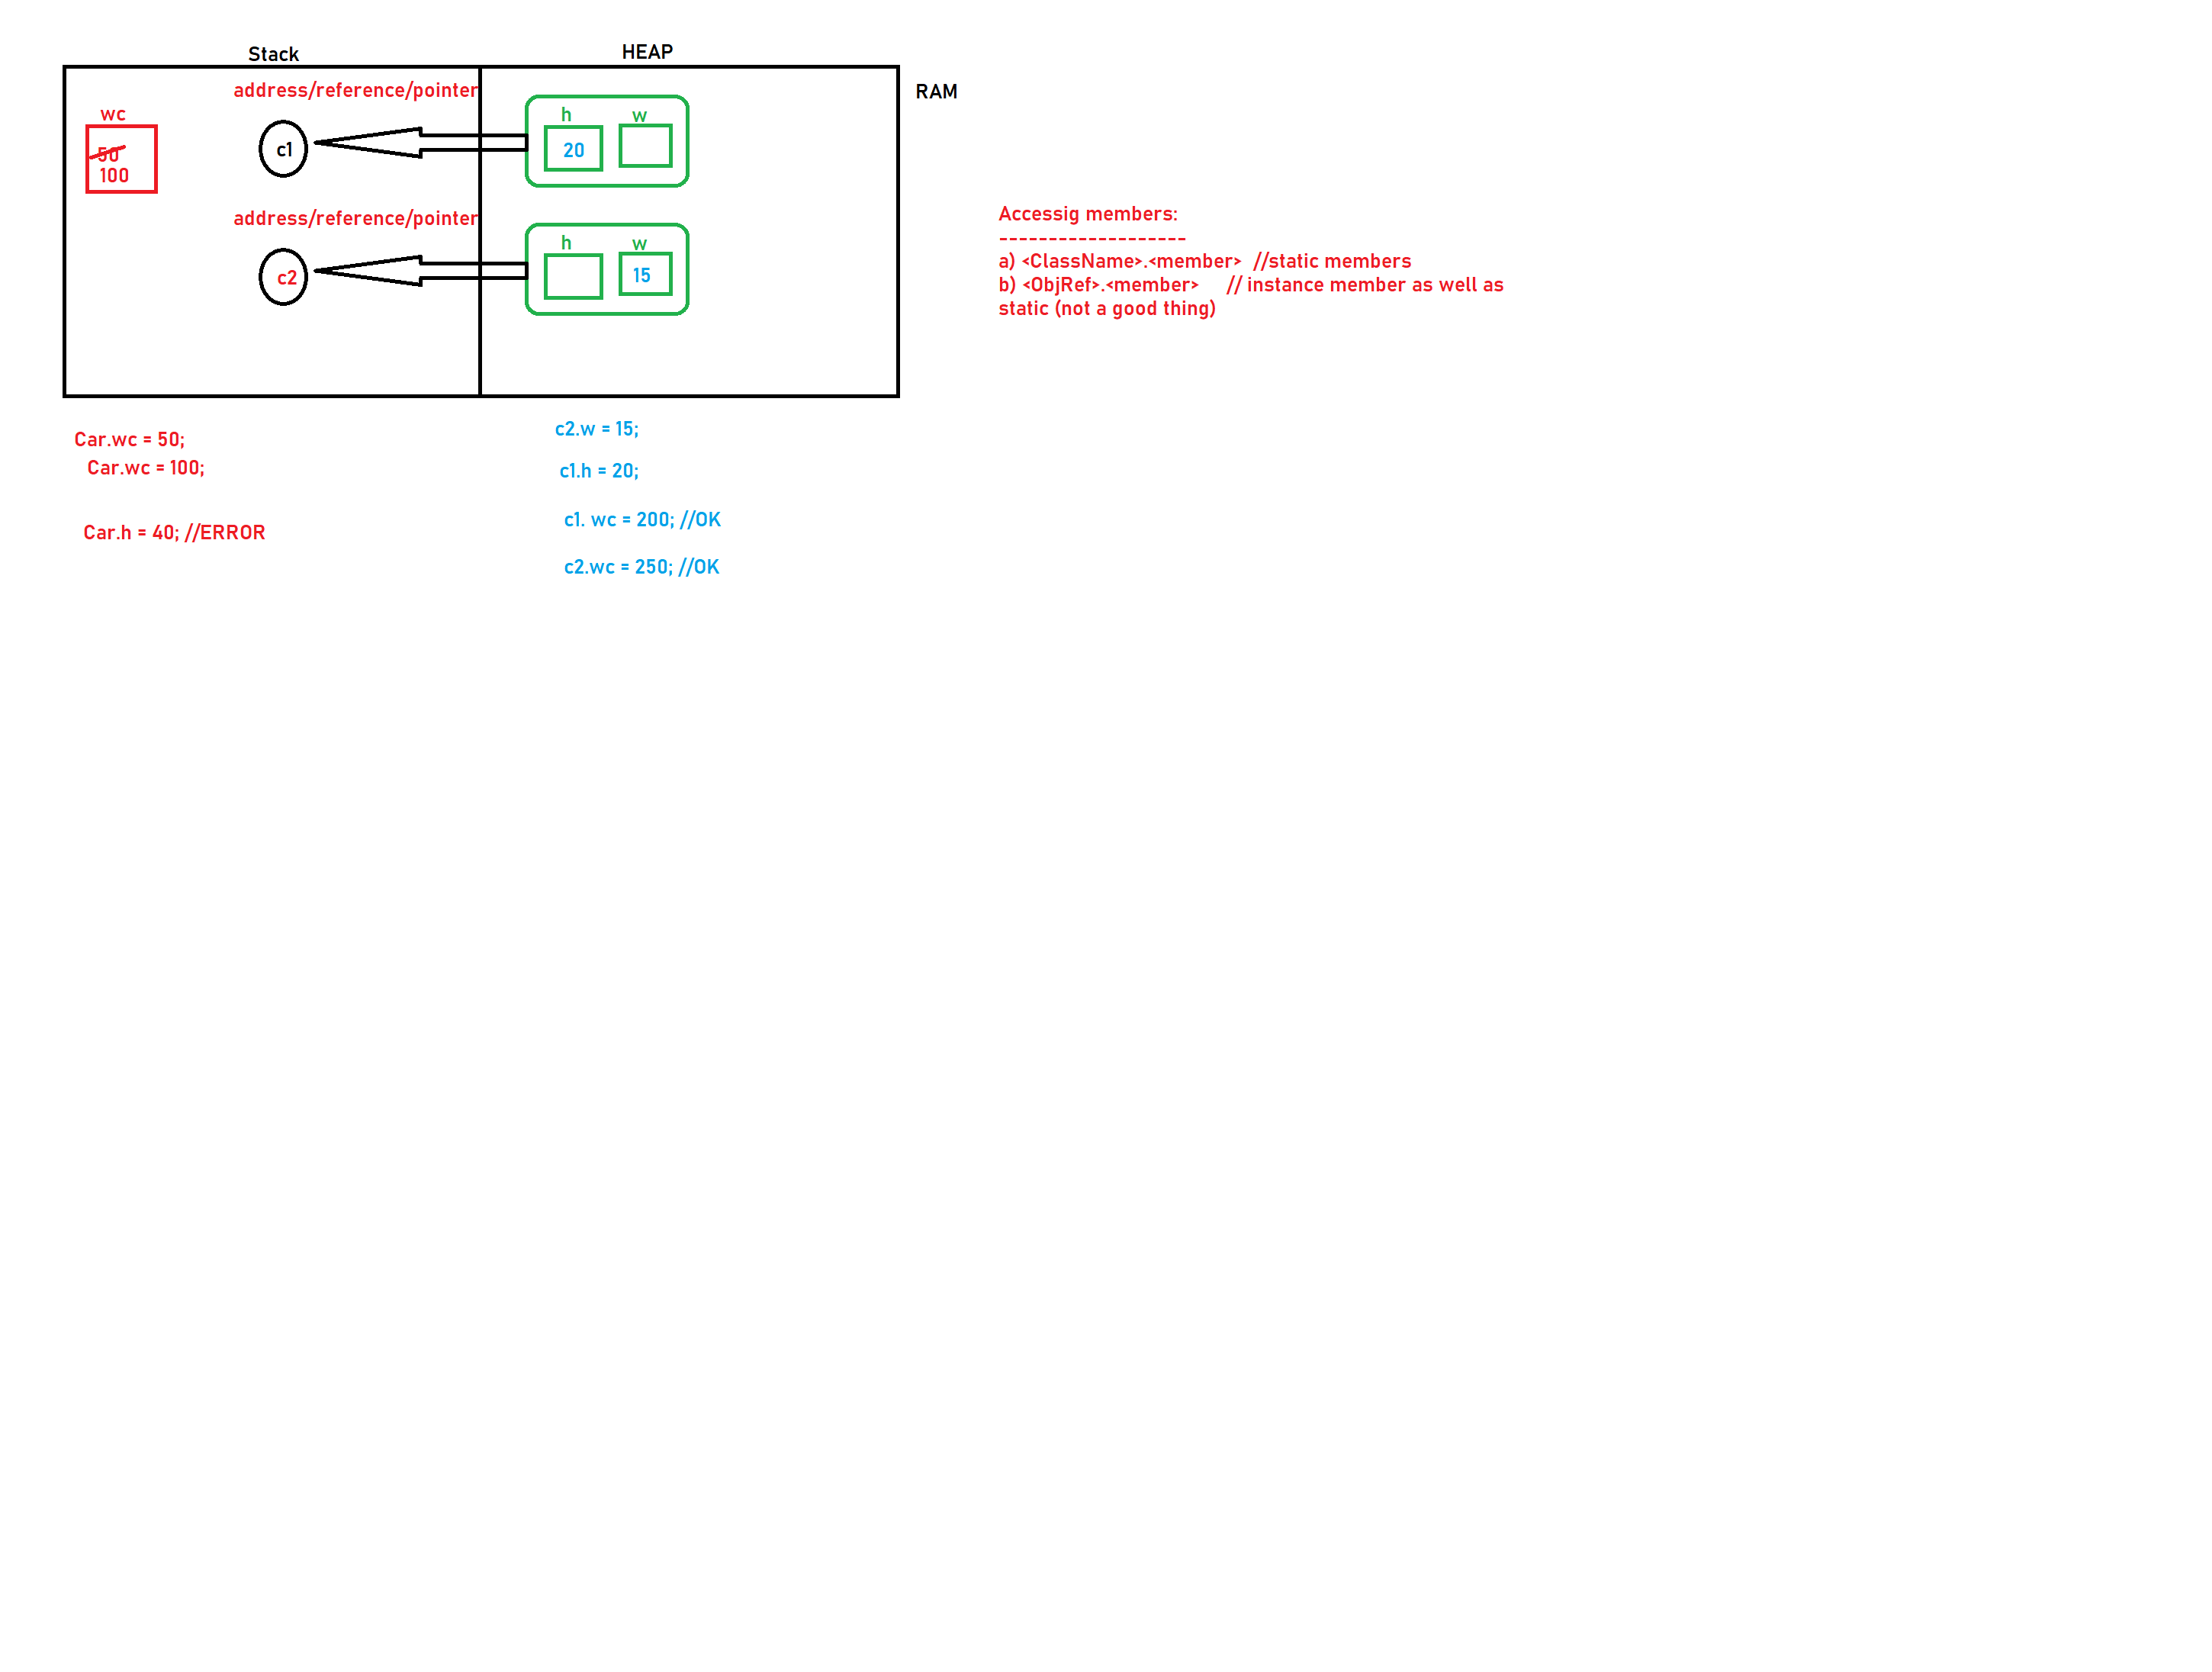 Stack
HEAP
RAM
address/reference/pointer
wc
50
100
c1
h
w
20
address/reference/pointer
c2
h
w
15
Accessig members:
-------------------
a) <ClassName>.<member>  //static members
b) <ObjRef>.<member>     // instance member as well as
static (not a good thing)
Car.wc = 50;
Car.wc = 100;
Car.h = 40; //ERROR
c2.w = 15;
c1.h = 20;
c1. wc = 200; //OK
c2.wc = 250; //OK